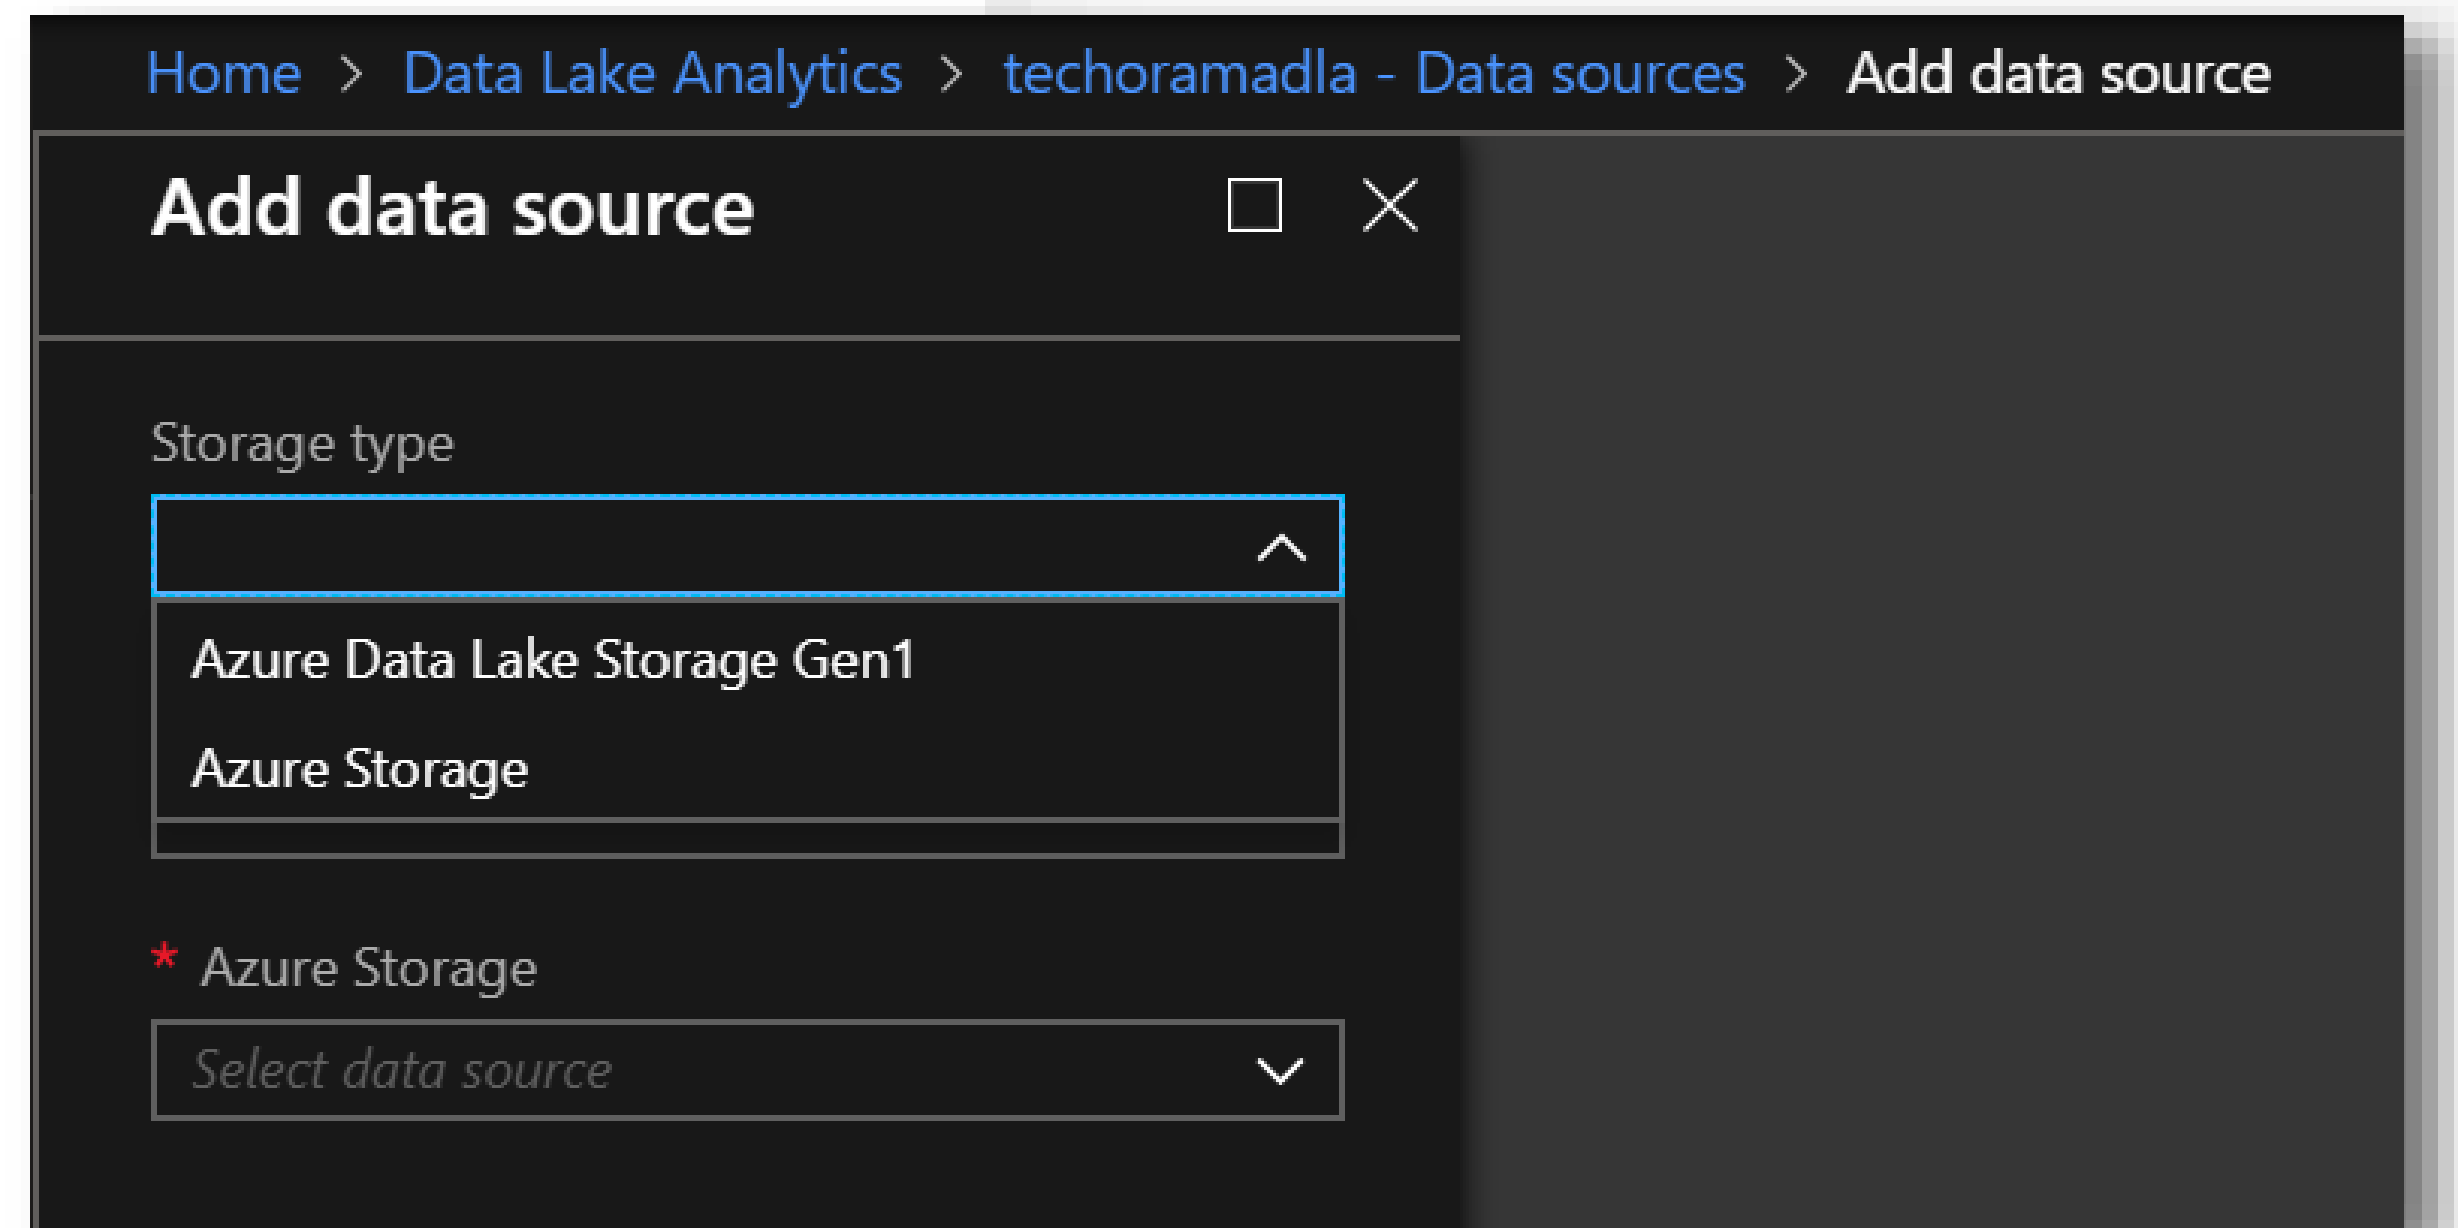 Home > Data Lake Analytics > techoramadla - Data sources > Add data source
Add data source
Storage type
Azure Data Lake Storage Gen1
Azure Storage
* Azure Storage
Select data source